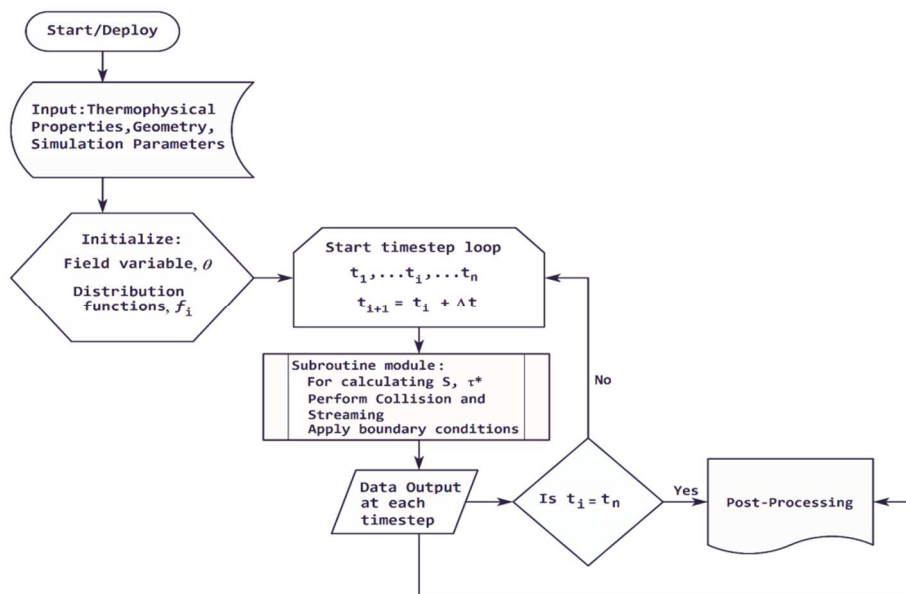 Start/Deploy
Input:Thermophysical
Properties,Geometry,
Simulation Parameters
Initialize:
Field variable, θ
Distribution
functions, fi
Start timestep loop
t1,...ti,...tn
ti+1 = ti + Λt
Subroutine module:
For calculating S, τ*
Perform Collision and
Streaming
Apply boundary conditions
Data Output
at each
timestep
Is ti=tn
No
Yes
Post-Processing